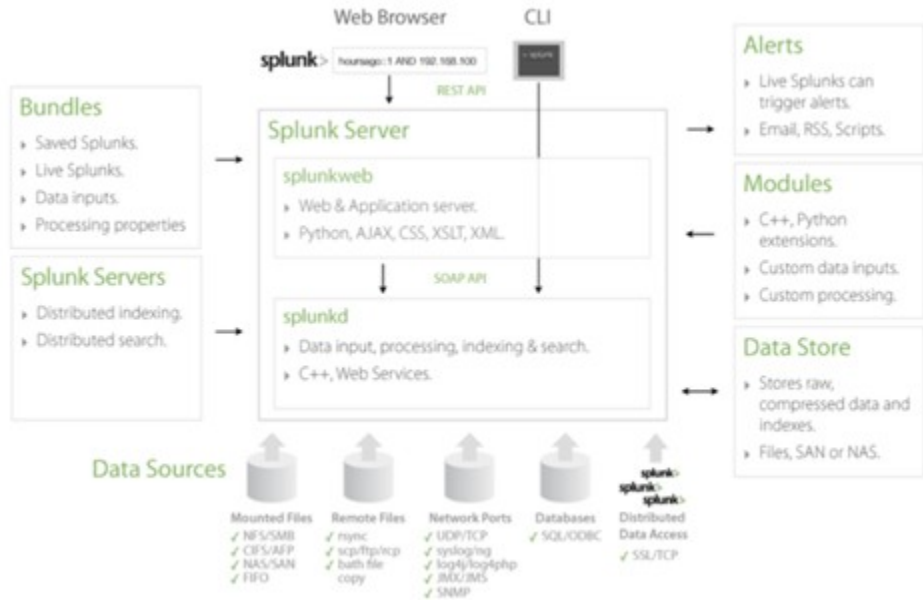 Web Browser
CLI
splunk>
hoursago::1 AND 192.168.100
> splunk
REST API
Bundles
Saved Splunks.
Live Splunks.
Data inputs.
Processing properties
Splunk Servers
Distributed indexing.
Distributed search.
Splunk Server
splunkweb
Web & Application server.
Python, AJAX, CSS, XSLT, XML.
SOAP API
splunkd
Data input, processing, indexing & search.
C++, Web Services.
Alerts
Live Splunks can
trigger alerts.
Email, RSS, Scripts.
Modules
C++, Python
extensions.
Custom data inputs.
Custom processing.
Data Store
Stores raw,
compressed data and
indexes.
Files, SAN or NAS.
Data Sources
Mounted Files
NFS/SMB
CIFS/AFP
NAS/SAN
FIFO
Remote Files
rsync
scp/ftp/rcp
bath file
copy
Network Ports
UDP/TCP
syslog/ng
log4j/log4php
JMX/JMS
SNMP
Databases
SQL/ODBC
splunk>
splunk>
splunk>
Distributed
Data Access
SSL/TCP